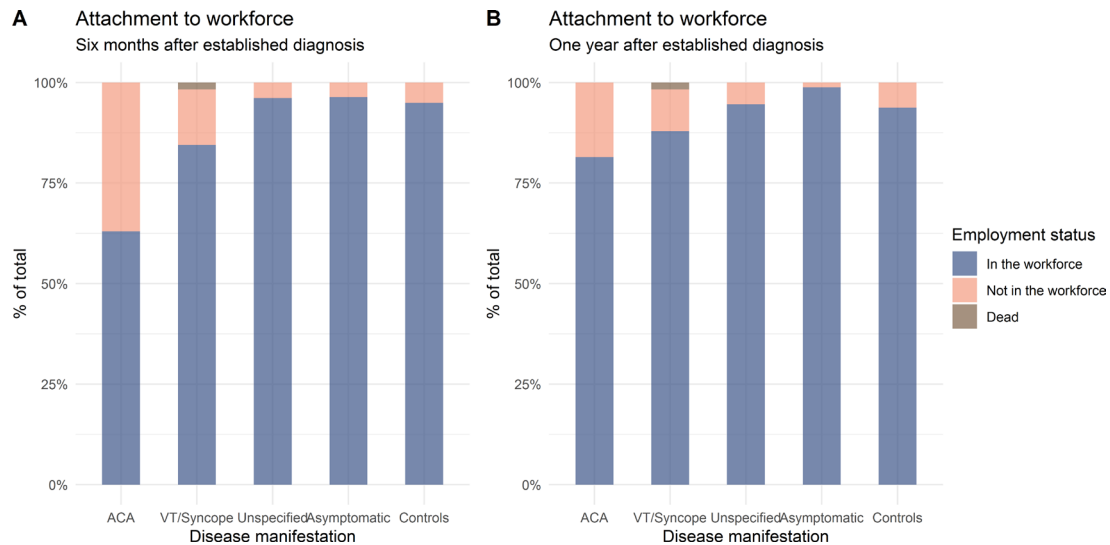 A
Attachment to workforce
Six months after established diagnosis
100%
75%
50%
25%
0%
% of total
ACA
VT/Syncope
Unspecified
Asymptomatic
Controls
Disease manifestation
B
Attachment to workforce
One year after established diagnosis
100%
75%
50%
25%
0%
% of total
ACA
VT/Syncope
Unspecified
Asymptomatic
Controls
Disease manifestation
Employment status
In the workforce
Not in the workforce
Dead